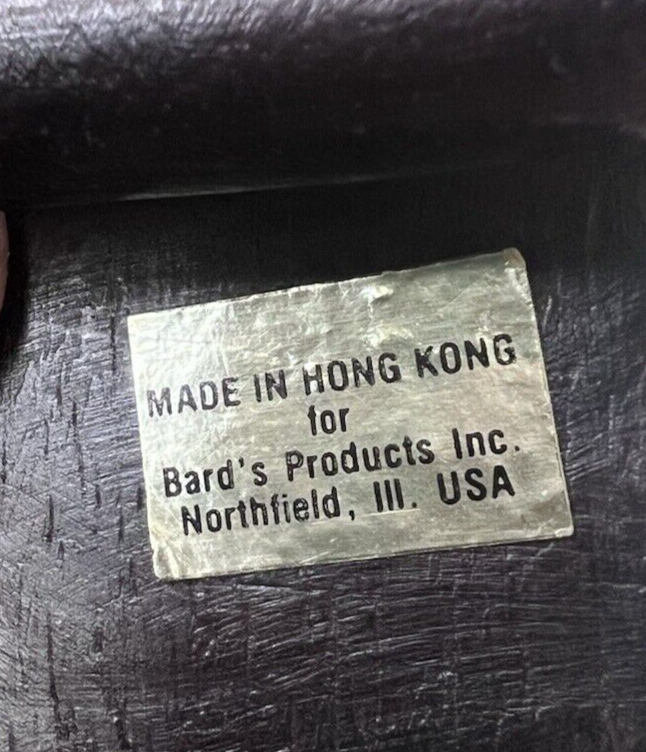 MADE IN HONG KONG
for
Bard's Products Inc.
Northfield, Ill. USA